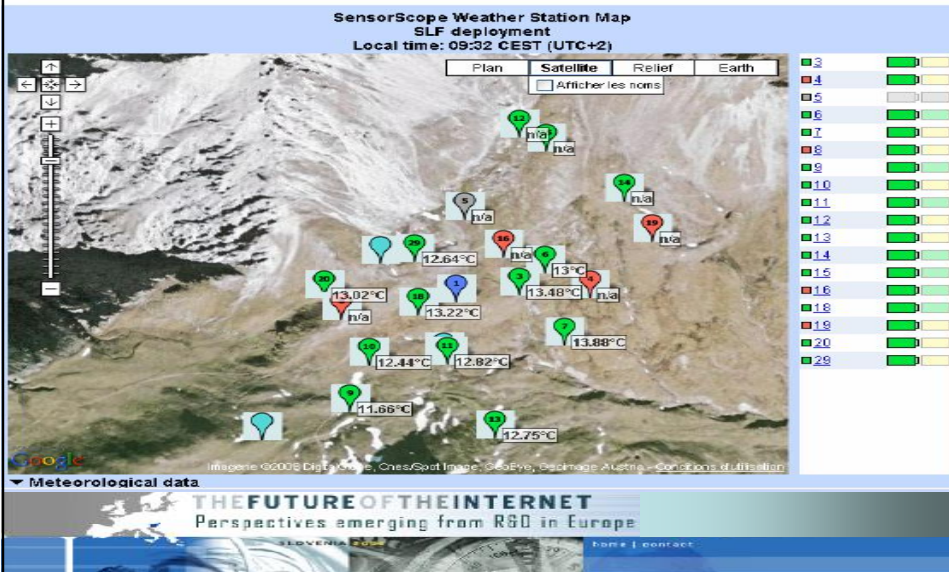 SensorScope Weather Station Map
SLF deployment
Local time: 09:32 CEST (UTC+2)
Plan Satellite Relief Earth
Afficher les noms
12 n/a
n/a
14 n/a
5 n/a
19 n/a
16 n/a
29 12.64°C
6 13°C
20 13.02°C
3 13.48°C
4 n/a
1
n/a
18 13.22°C
7 13.88°C
10 12.44°C
11 12.82°C
9 11.66°C
13 12.75°C
Google
Imagerie ©2008 DigitalGlobe, Cnes/Spot Image, GeoEye, Geoimage Austria - Conditions d'utilisation
3
4
5
6
7
8
9
10
11
12
13
14
15
16
18
19
20
29
Meteorological data
THEFUTUREOFTHEINTERNET
Perspectives emerging from R&D in Europe
SLOVENIA 2008
home | contact